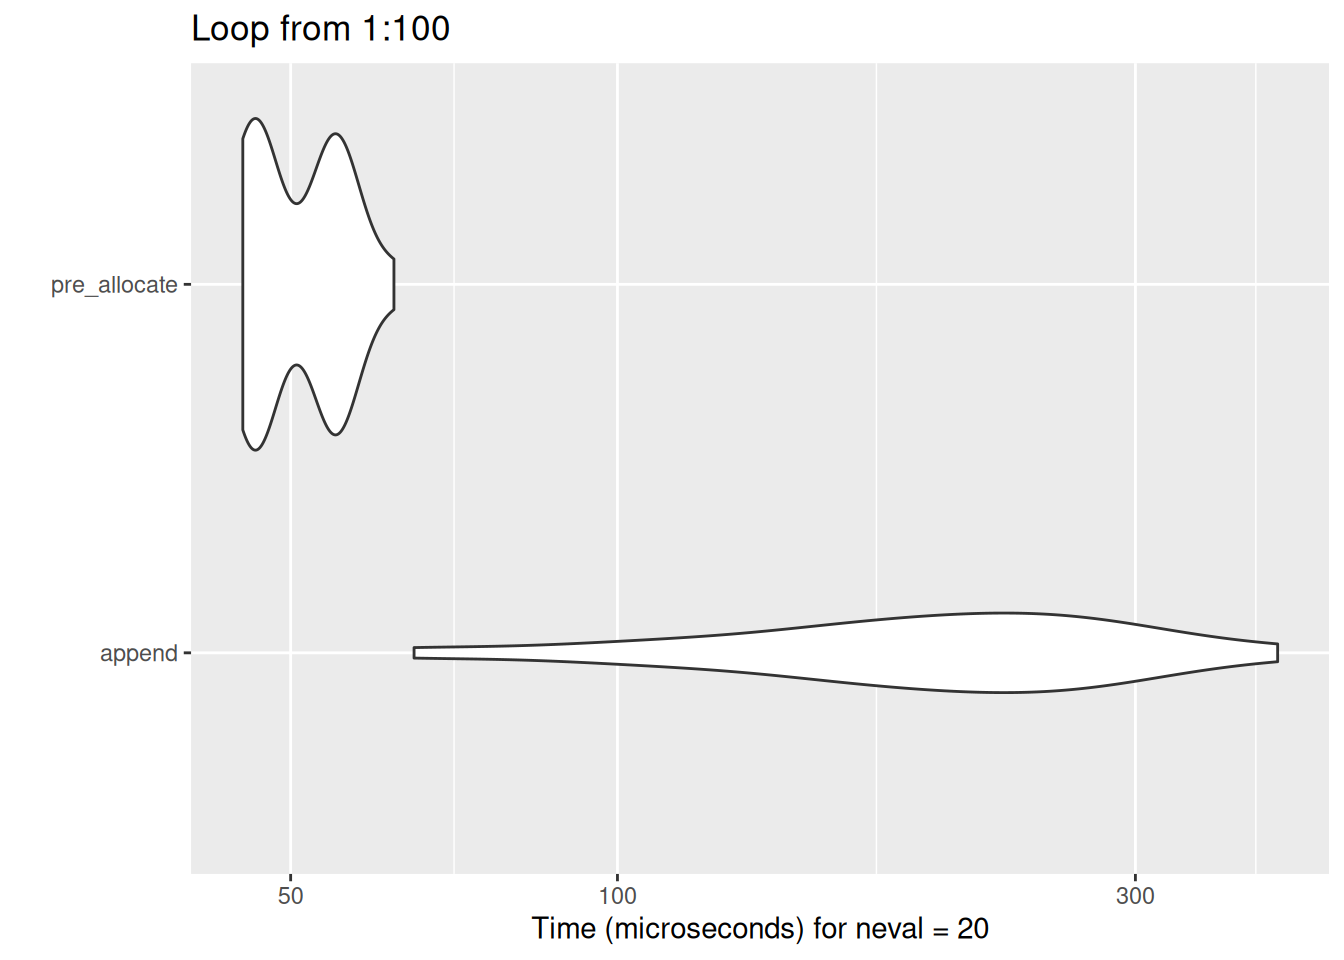 Loop from 1:100
pre_allocate
append
50 100 300
Time (microseconds) for neval = 20